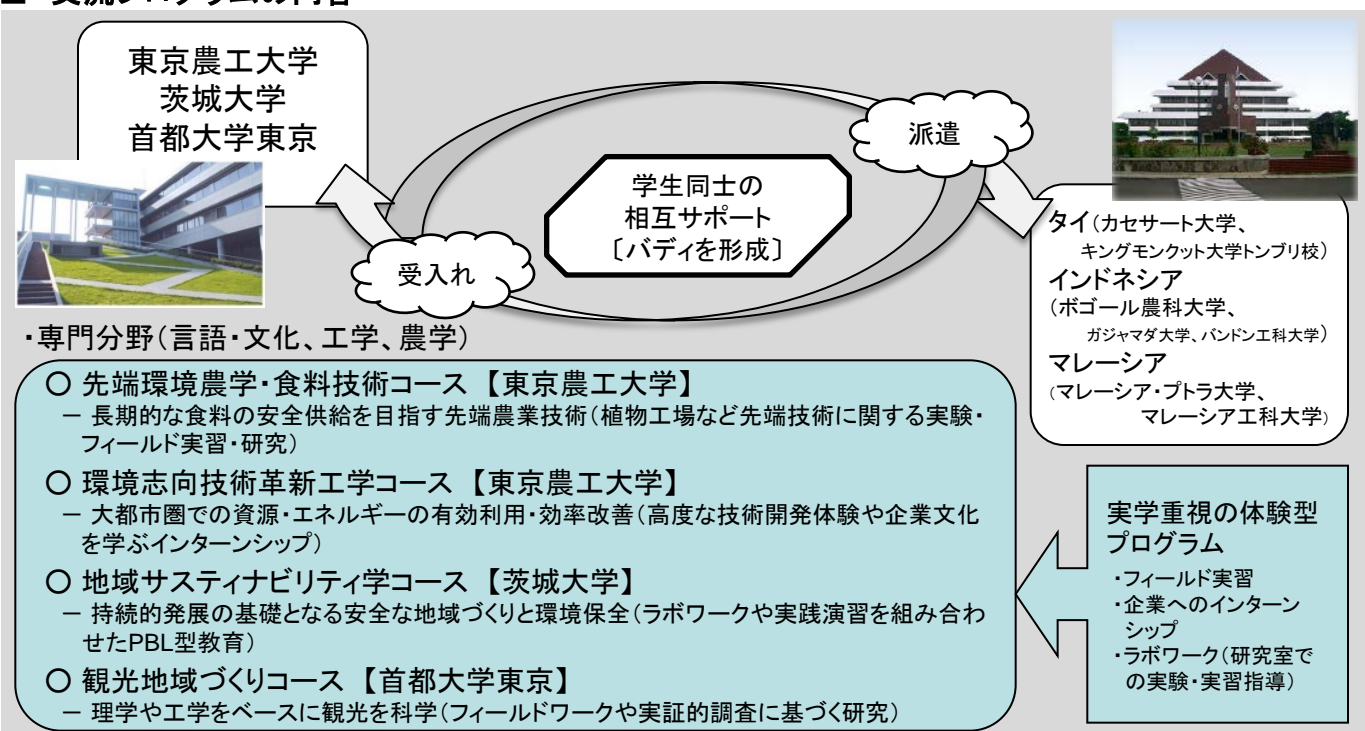 東京農工大学
茨城大学
首都大学東京
派遣
学生同士の
相互サポート
〔バディを形成〕
受入れ
タイ(カセサート大学、
キングモンクット大学トンブリ校)
インドネシア
(ボゴール農科大学、
ガジャマダ大学、バンドン工科大学)
マレーシア
(マレーシア・プトラ大学、
マレーシア工科大学)
・専門分野(言語・文化、工学、農学)
○ 先端環境農学・食料技術コース 【東京農工大学】
－ 長期的な食料の安全供給を目指す先端農業技術(植物工場など先端技術に関する実験・
フィールド実習・研究)
○ 環境志向技術革新工学コース 【東京農工大学】
－ 大都市圏での資源・エネルギーの有効利用・効率改善(高度な技術開発体験や企業文化
を学ぶインターンシップ)
○ 地域サスティナビリティ学コース 【茨城大学】
－ 持続的発展の基礎となる安全な地域づくりと環境保全(ラボワークや実践演習を組み合わ
せたPBL型教育)
○ 観光地域づくりコース 【首都大学東京】
－ 理学や工学をベースに観光を科学(フィールドワークや実証的調査に基づく研究)
実学重視の体験型
プログラム
・フィールド実習
・企業へのインターン
シップ
・ラボワーク(研究室で
の実験・実習指導)